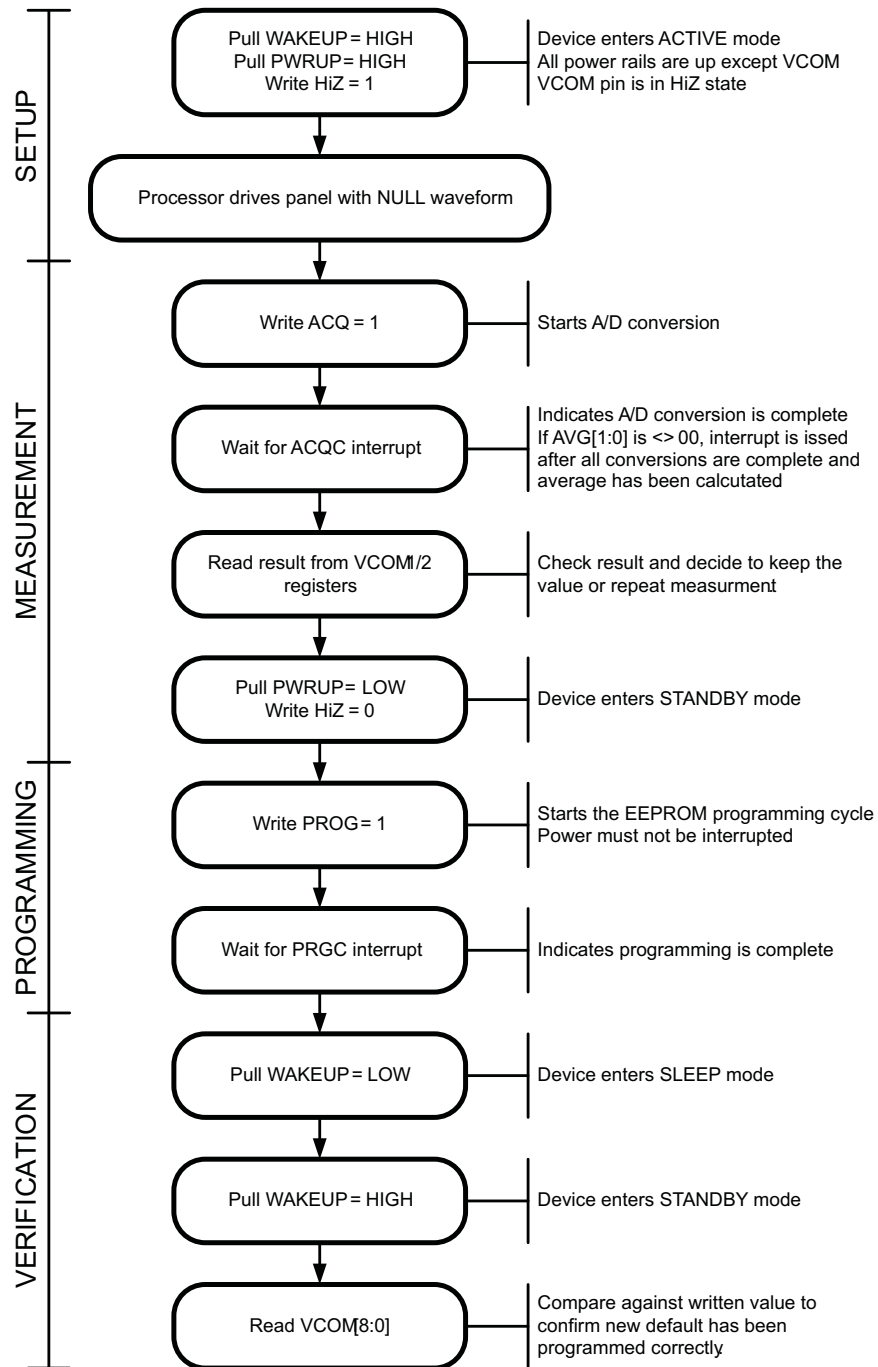 SETUP
Pull WAKEUP = HIGH
Pull PWRUP = HIGH
Write HiZ = 1
Device enters ACTIVE mode
All power rails are up except VCOM
VCOM pin is in HiZ state
Processor drives panel with NULL waveform
MEASUREMENT
Write ACQ = 1
Starts A/D conversion
Wait for ACQC interrupt
Indicates A/D conversion is complete
If AVG[1:0] is <> 00, interrupt is issed
after all conversions are complete and
average has been calcutated
Read result from VCOM1/2
registers
Check result and decide to keep the
value or repeat measurment.
Pull PWRUP = LOW
Write HiZ = 0
Device enters STANDBY mode
PROGRAMMING
Write PROG = 1
Starts the EEPROM programming cycle
Power must not be interrupted
Wait for PRGC interrupt
Indicates programming is complete
VERIFICATION
Pull WAKEUP = LOW
Device enters SLEEP mode
Pull WAKEUP = HIGH
Device enters STANDBY mode
Read VCOM[8:0]
Compare against written value to
confirm new default has been
programmed correctly.